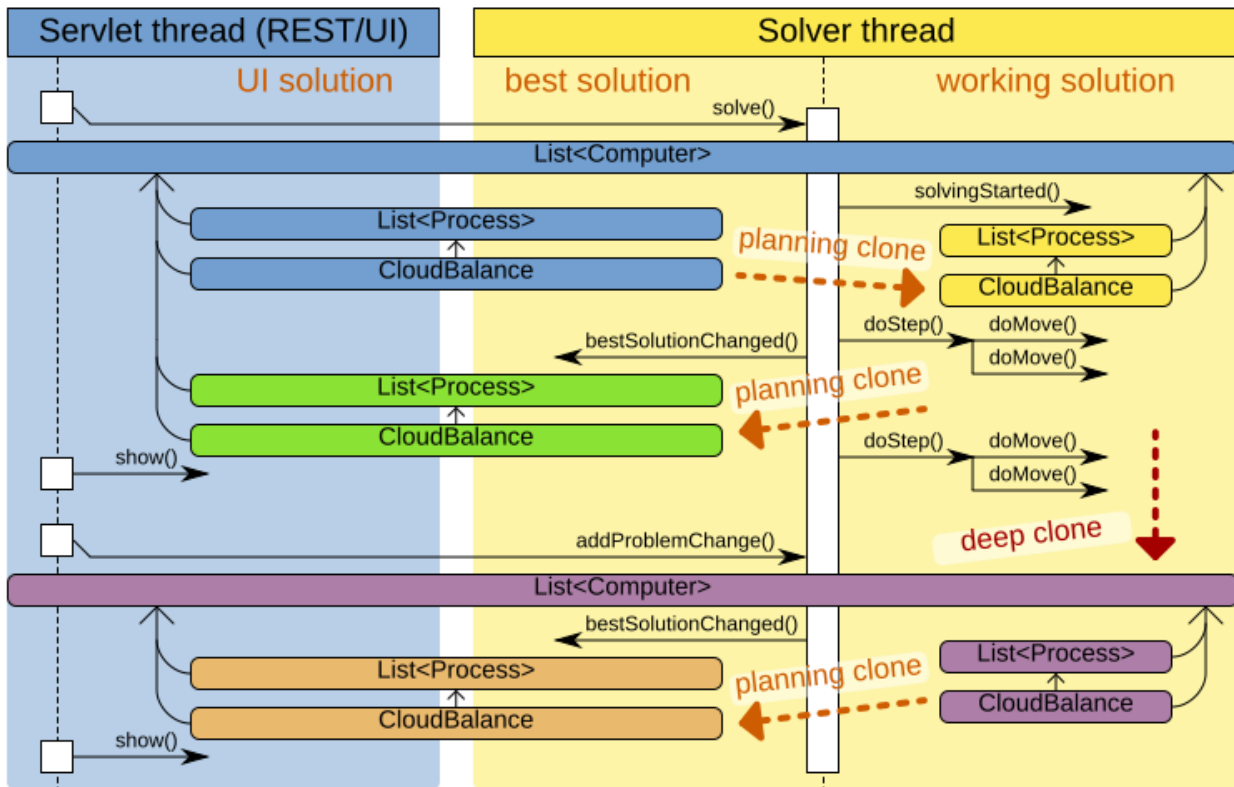 Servlet thread (REST/UI)
Solver thread
UI solution
best solution
working solution
solve()
List<Computer>
solvingStarted()
List<Process>
planning clone
List<Process>
CloudBalance
CloudBalance
bestSolutionChanged()
doStep()
doMove()
doMove()
List<Process>
planning clone
CloudBalance
show()
doStep()
doMove()
doMove()
addProblemChange()
deep clone
List<Computer>
bestSolutionChanged()
List<Process>
planning clone
List<Process>
CloudBalance
CloudBalance
show()